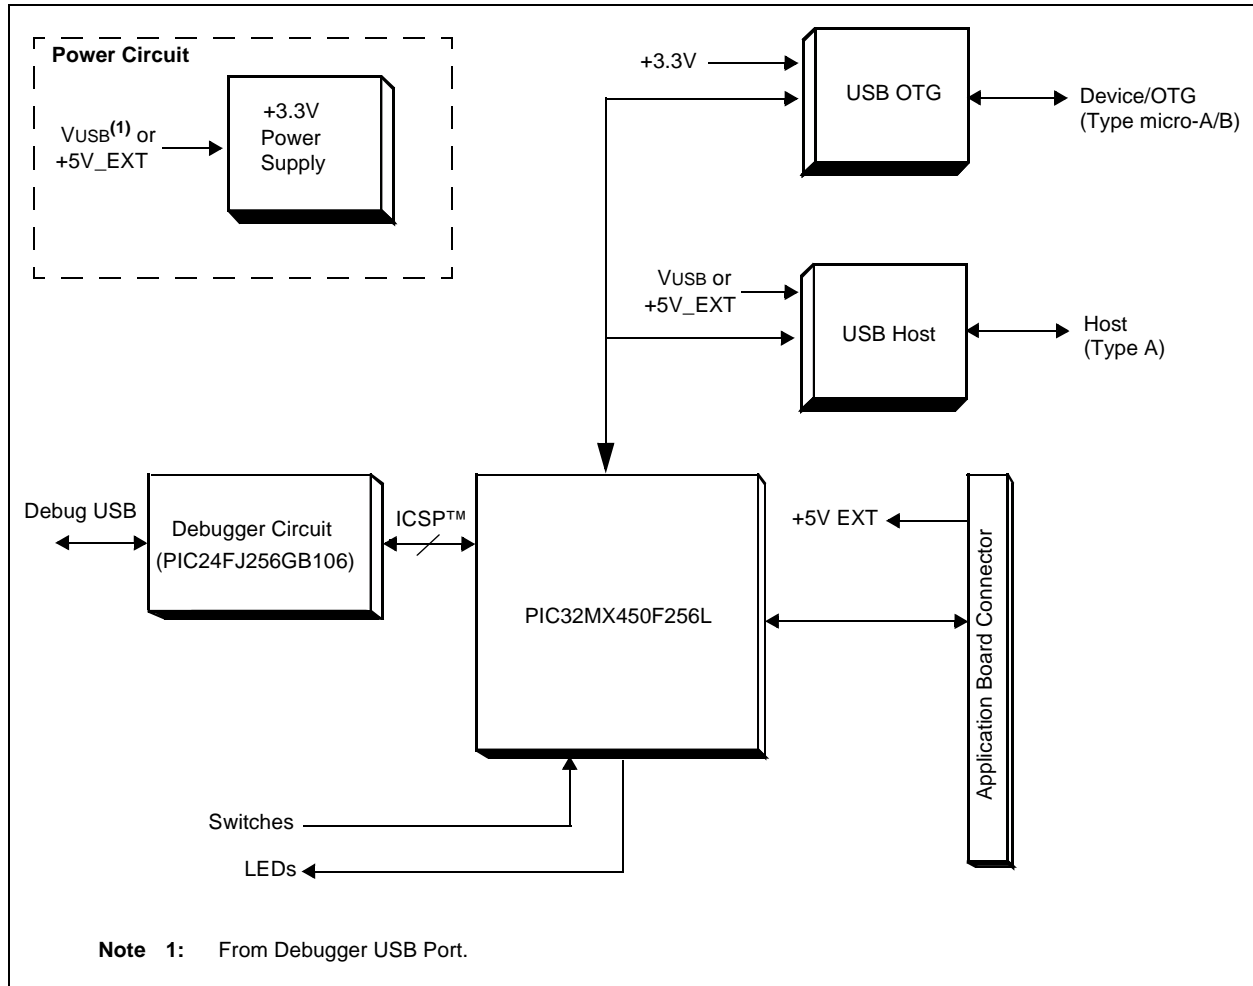 Power Circuit
+3.3V
Power
Supply
VUSB(1) or
+5V_EXT
+3.3V
USB OTG
Device/OTG
(Type micro-A/B)
VUSB or
+5V_EXT
USB Host
Host
(Type A)
Debug USB
Debugger Circuit
(PIC24FJ256GB106)
ICSP™
PIC32MX450F256L
+5V EXT
Application Board Connector
Switches
LEDs
Note 1: From Debugger USB Port.